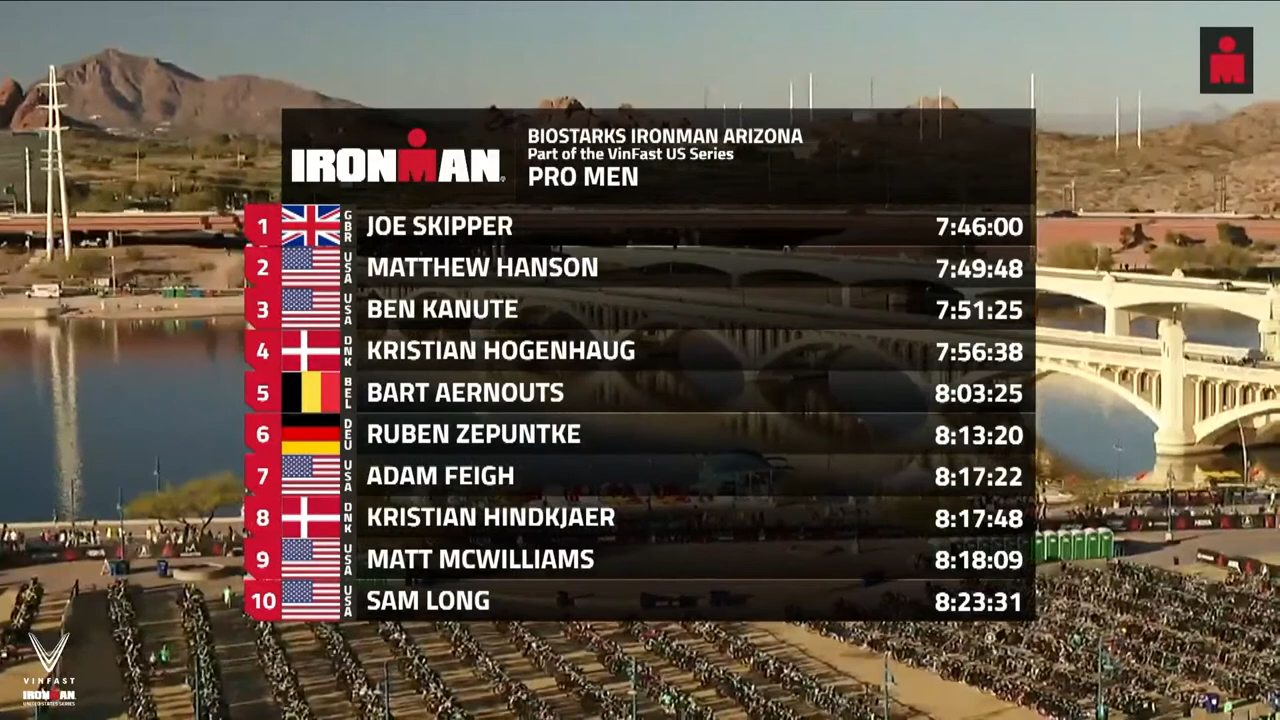 IRONMAN
BIOSTARKS IRONMAN ARIZONA
Part of the VinFast US Series
PRO MEN
1 GBR JOE SKIPPER 7:46:00
2 USA MATTHEW HANSON 7:49:48
3 USA BEN KANUTE 7:51:25
4 DNK KRISTIAN HOGENHAUG 7:56:38
5 BEL BART AERNOUTS 8:03:25
6 DEU RUBEN ZEPUNTKE 8:13:20
7 USA ADAM FEIGH 8:17:22
8 DNK KRISTIAN HINDKJAER 8:17:48
9 USA MATT MCWILLIAMS 8:18:09
10 USA SAM LONG 8:23:31
VINFAST
IRONMAN
UNITED STATES SERIES